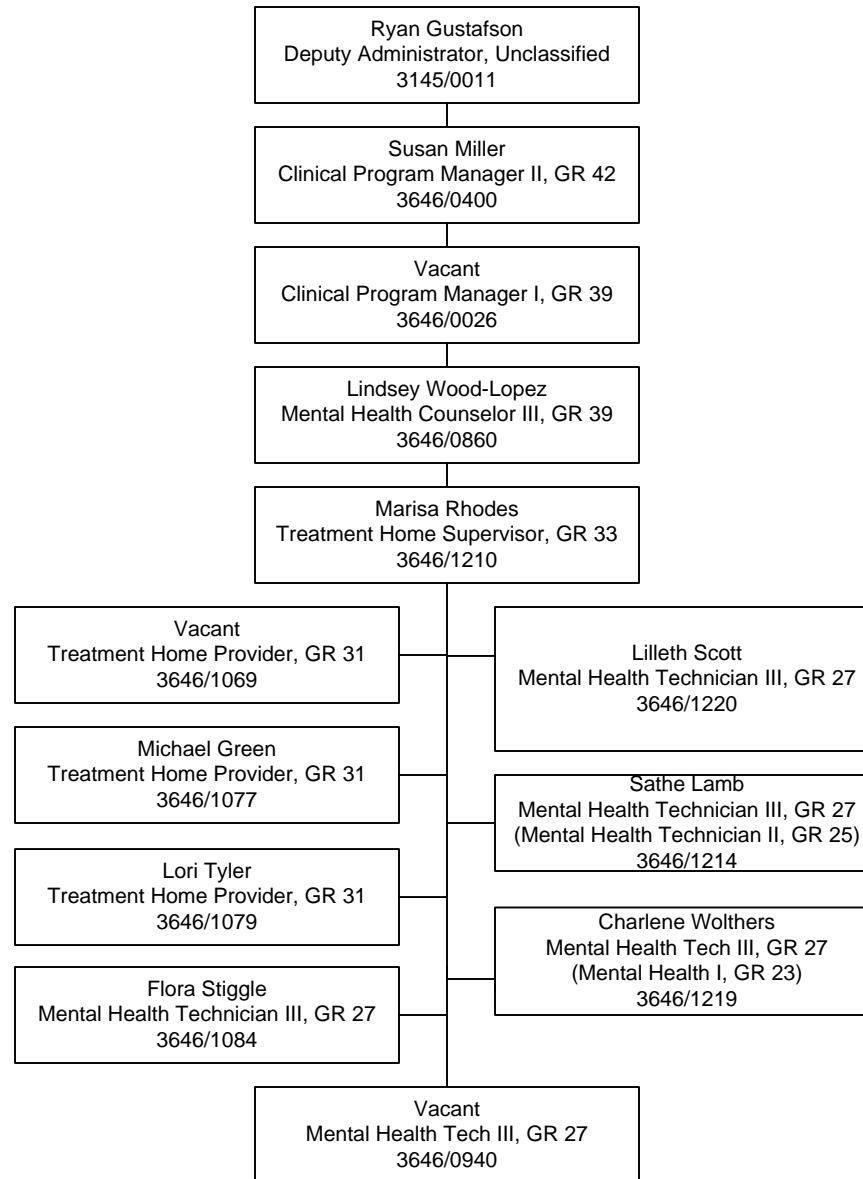 Ryan Gustafson
Deputy Administrator, Unclassified
3145/0011
Susan Miller
Clinical Program Manager II, GR 42
3646/0400
Vacant
Clinical Program Manager I, GR 39
3646/0026
Lindsey Wood-Lopez
Mental Health Counselor III, GR 39
3646/0860
Marisa Rhodes
Treatment Home Supervisor, GR 33
3646/1210
Vacant
Treatment Home Provider, GR 31
3646/1069
Lilleth Scott
Mental Health Technician III, GR 27
3646/1220
Michael Green
Treatment Home Provider, GR 31
3646/1077
Sathe Lamb
Mental Health Technician III, GR 27
(Mental Health Technician II, GR 25)
3646/1214
Lori Tyler
Treatment Home Provider, GR 31
3646/1079
Charlene Wolthers
Mental Health Tech III, GR 27
(Mental Health I, GR 23)
3646/1219
Flora Stiggle
Mental Health Technician III, GR 27
3646/1084
Vacant
Mental Health Tech III, GR 27
3646/0940